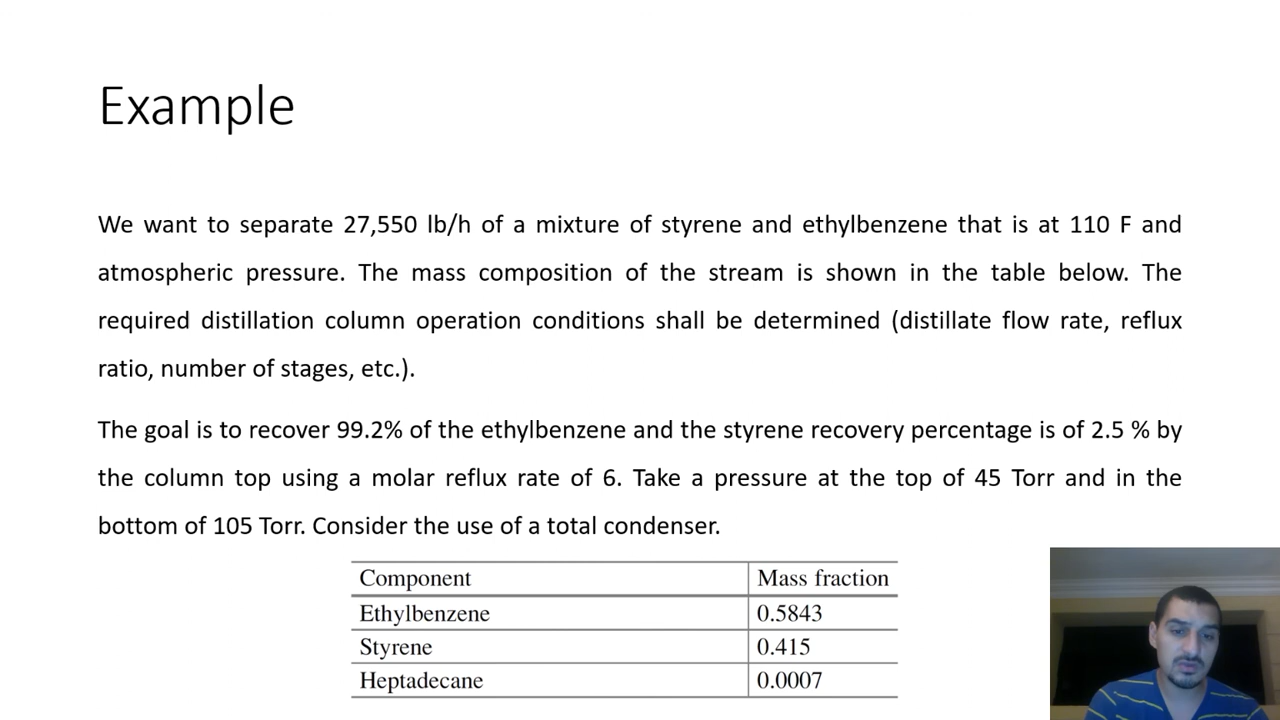 Example
We want to separate 27,550 lb/h of a mixture of styrene and ethylbenzene that is at 110 F and
atmospheric pressure. The mass composition of the stream is shown in the table below. The
required distillation column operation conditions shall be determined (distillate flow rate, reflux
ratio, number of stages, etc.).
The goal is to recover 99.2% of the ethylbenzene and the styrene recovery percentage is of 2.5 % by
the column top using a molar reflux rate of 6. Take a pressure at the top of 45 Torr and in the
bottom of 105 Torr. Consider the use of a total condenser.
Component Mass fraction
Ethylbenzene 0.5843
Styrene 0.415
Heptadecane 0.0007